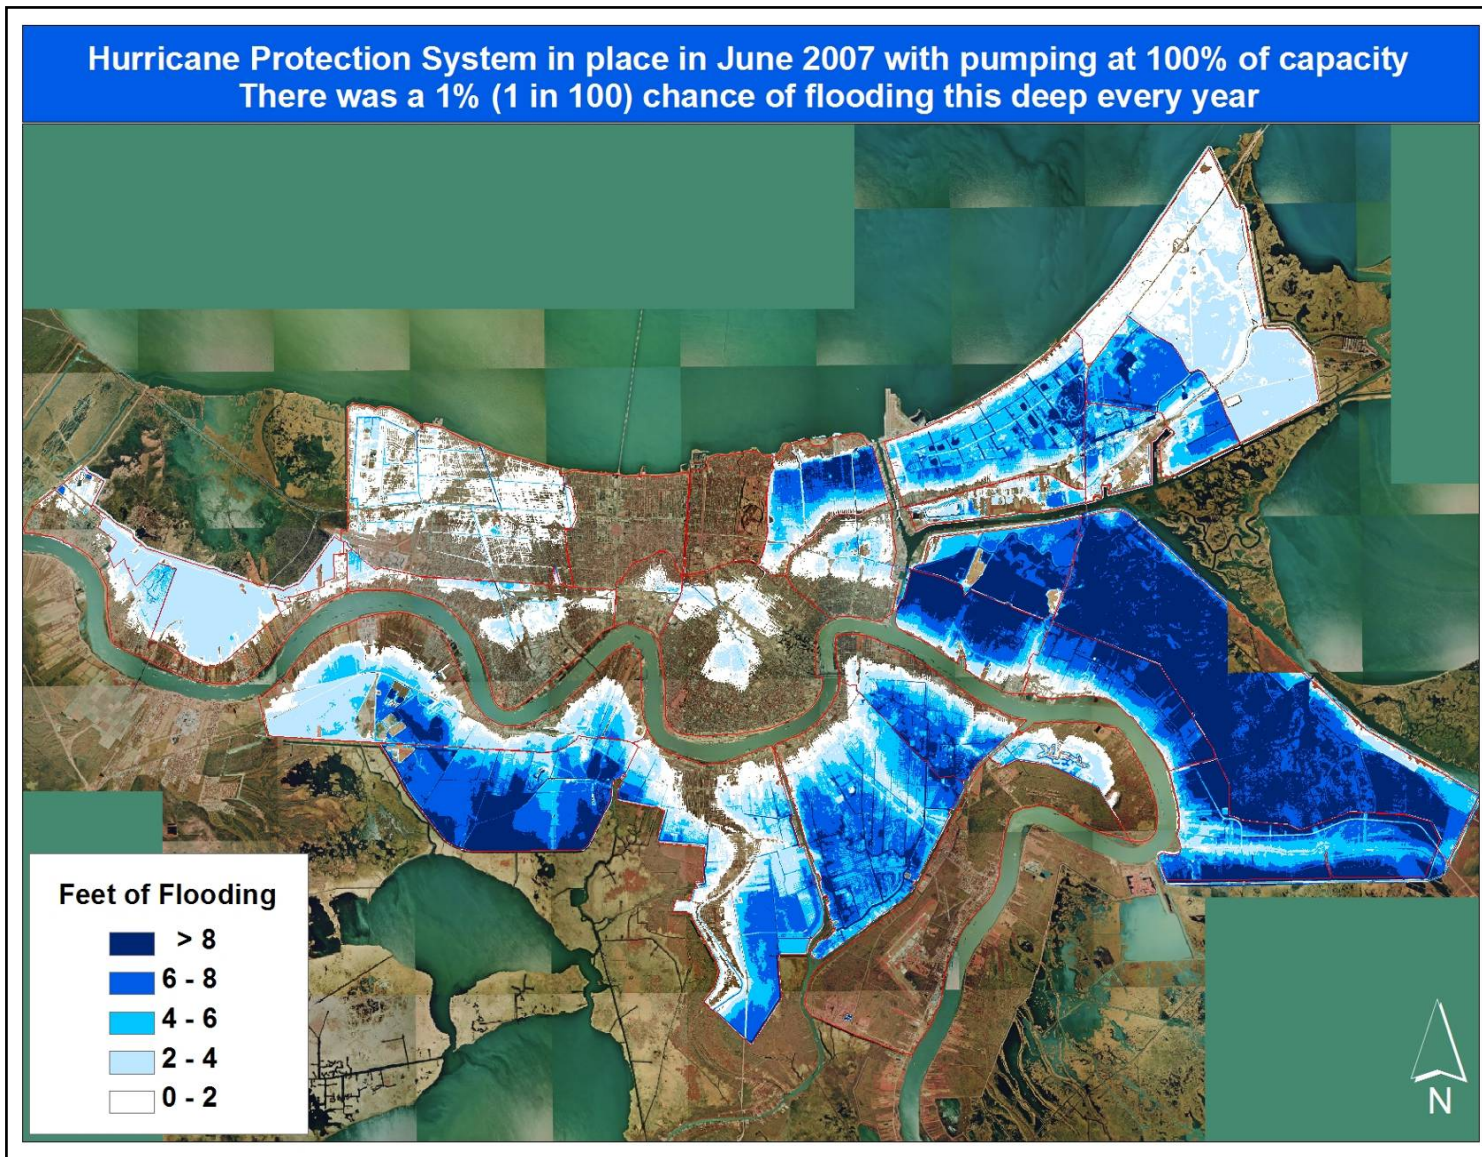 Hurricane Protection System in place in June 2007 with pumping at 100% of capacity
There was a 1% (1 in 100) chance of flooding this deep every year
Feet of Flooding
> 8
6 - 8
4 - 6
2 - 4
0 - 2
N